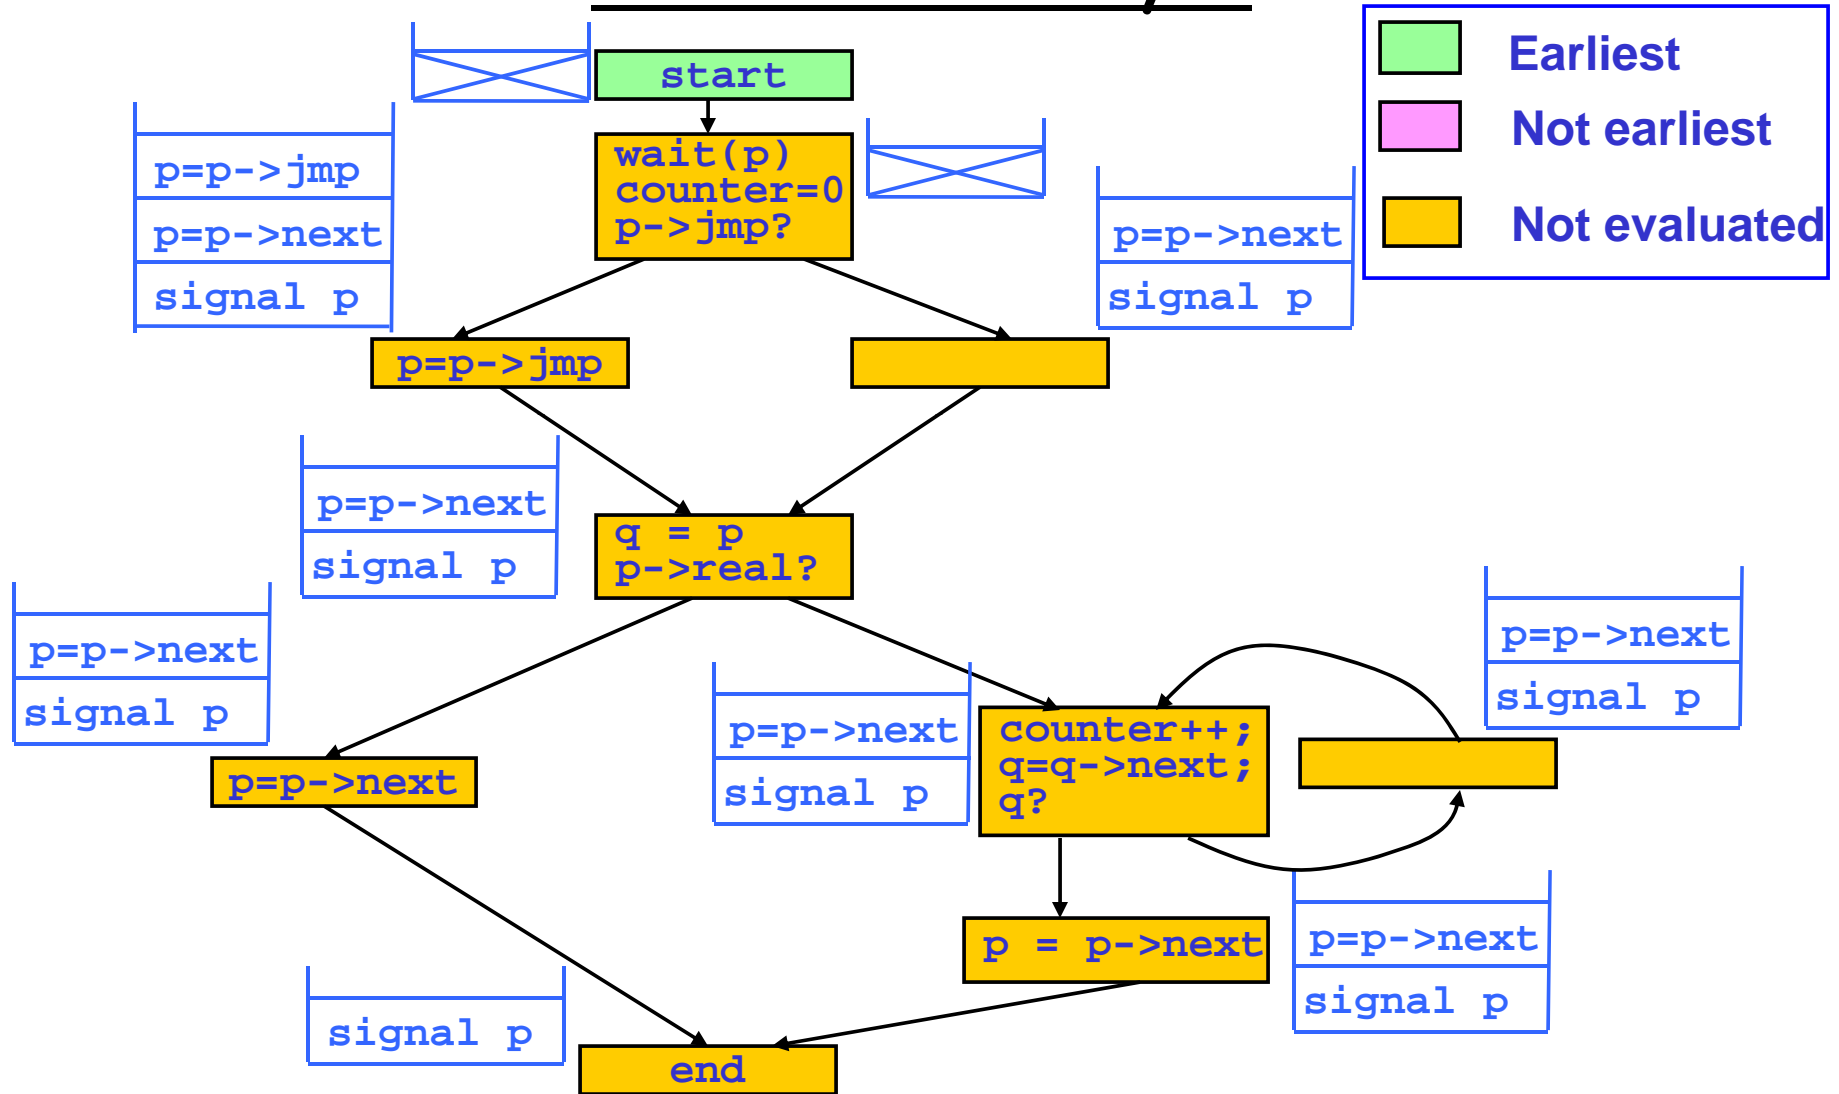 start
Earliest
Not earliest
Not evaluated
wait(p)
counter=0
p->jmp?
p=p->jmp
p=p->next
signal p
p=p->next
signal p
p=p->jmp
p=p->next
signal p
q = p
p->real?
p=p->next
signal p
p=p->next
signal p
p=p->next
signal p
p=p->next
counter++;
q=q->next;
q?
p = p->next
p=p->next
signal p
signal p
end